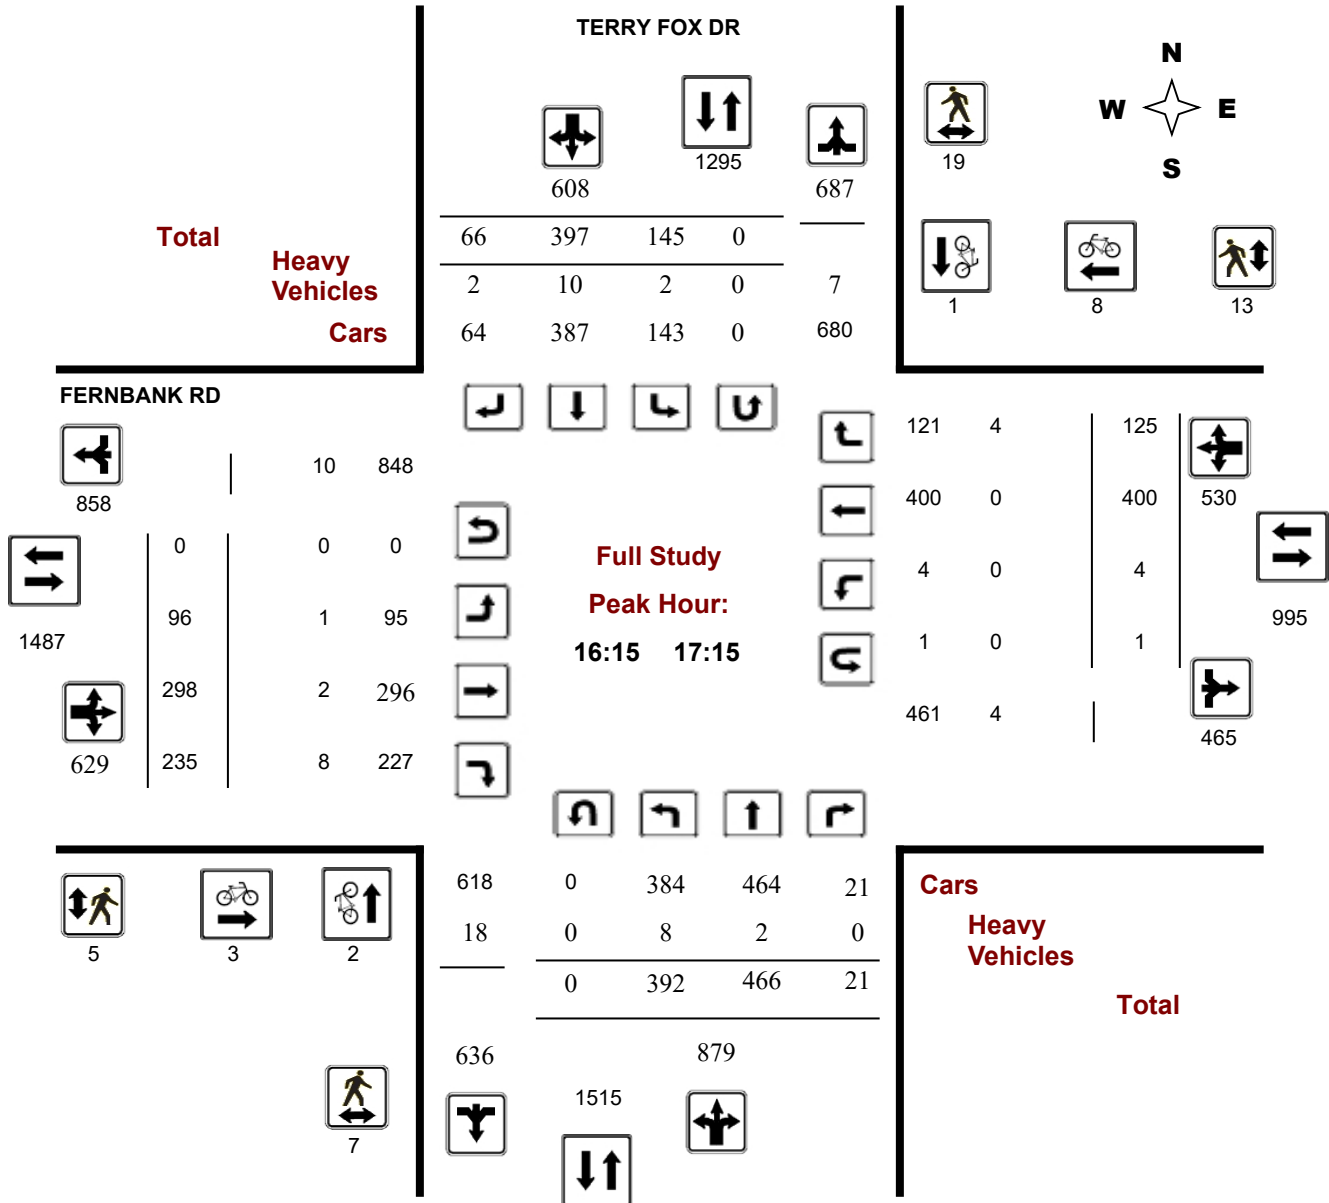 TERRY FOX DR
N
W E
S
1295
19
608
687
Total
66 397 145 0
Heavy
Vehicles
2 10 2 0 7
1 8 13
Cars
64 387 143 0 680
FERNBANK RD
121 4 125
10 848
858
400 0 400 530
0 0 0
Full Study
4 0 4
96 1 95
Peak Hour:
995
1487
16:15 17:15
1 0 1
298 2 296
461 4
465
629 235 8 227
618 0 384 464 21
Cars
18 0 8 2 0
Heavy
Vehicles
5 3 2
0 392 466 21
Total
636 879
1515
7